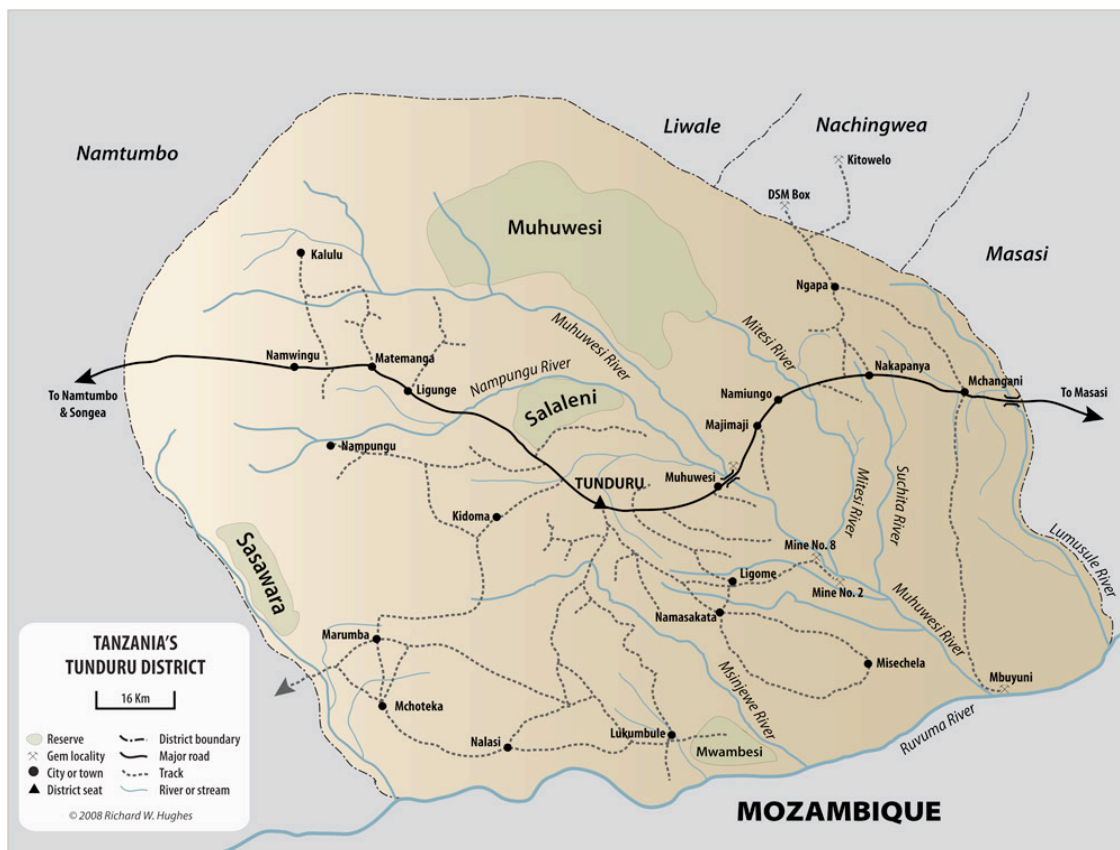 Namtumbo
Liwale
Nachingwea
Kitowelo
DSM Box
Masasi
Muhuwesi
Kalulu
Ngapa
Mitesi River
Muhuwesi River
Namwingu
Matemanga
Ligunge
Nampungu River
Nakapanya
Mchangani
To Namtumbo
& Songea
To Masasi
Salaleni
Namiungo
Majimaji
Nampungu
TUNDURU
Muhuwesi
Kidoma
Mitesi River
Suchita River
Sasawara
Mine No. 8
Lumusule River
Ligome
Mine No. 2
Namasakata
Muhuwesi River
Marumba
Misechela
Mbuyuni
Msinjewe River
Mchoteka
Nalasi
Lukumbule
Mwambesi
Ruvuma River
MOZAMBIQUE
TANZANIA'S
TUNDURU DISTRICT
16 Km
Reserve
District boundary
Gem locality
Major road
City or town
Track
District seat
River or stream
© 2008 Richard W. Hughes